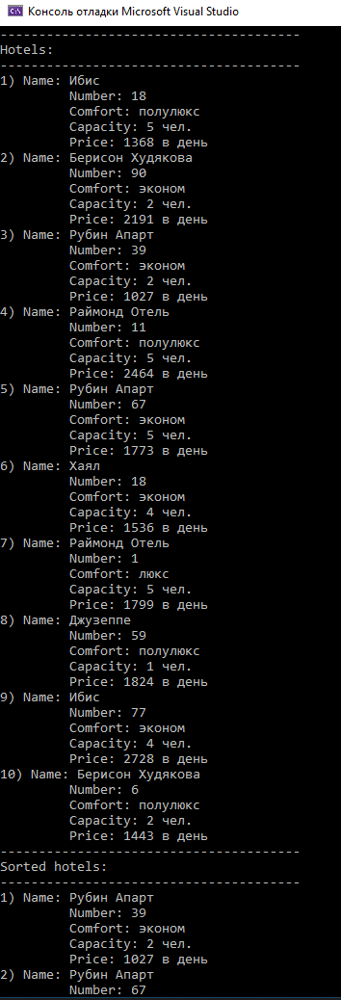 Консоль отладки Microsoft Visual Studio
---------------------------------------
Hotels:
---------------------------------------
1) Name: Ибис
Number: 18
Comfort: полулюкс
Capacity: 5 чел.
Price: 1368 в день
2) Name: Берисон Худякова
Number: 90
Comfort: эконом
Capacity: 2 чел.
Price: 2191 в день
3) Name: Рубин Апарт
Number: 39
Comfort: эконом
Capacity: 2 чел.
Price: 1027 в день
4) Name: Раймонд Отель
Number: 11
Comfort: полулюкс
Capacity: 5 чел.
Price: 2464 в день
5) Name: Рубин Апарт
Number: 67
Comfort: эконом
Capacity: 5 чел.
Price: 1773 в день
6) Name: Хаял
Number: 18
Comfort: эконом
Capacity: 4 чел.
Price: 1536 в день
7) Name: Раймонд Отель
Number: 1
Comfort: люкс
Capacity: 5 чел.
Price: 1799 в день
8) Name: Джузеппе
Number: 59
Comfort: полулюкс
Capacity: 1 чел.
Price: 1824 в день
9) Name: Ибис
Number: 77
Comfort: эконом
Capacity: 4 чел.
Price: 2728 в день
10) Name: Берисон Худякова
Number: 6
Comfort: полулюкс
Capacity: 2 чел.
Price: 1443 в день
---------------------------------------
Sorted hotels:
---------------------------------------
1) Name: Рубин Апарт
Number: 39
Comfort: эконом
Capacity: 2 чел.
Price: 1027 в день
2) Name: Рубин Апарт
Number: 67